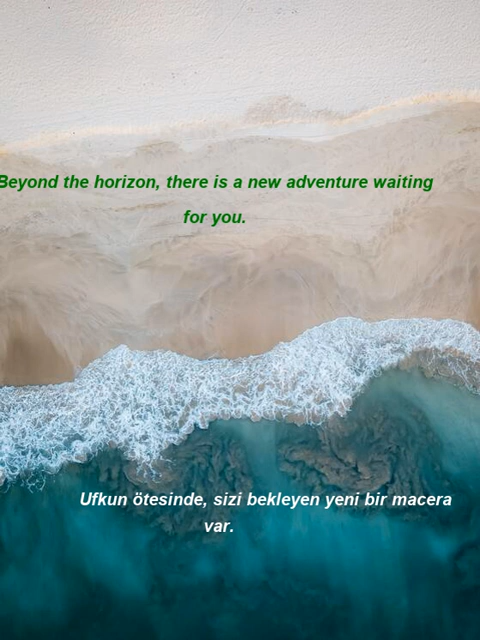 Beyond the horizon, there is a new adventure waiting
for you.
Ufkun ötesinde, sizi bekleyen yeni bir macera
var.